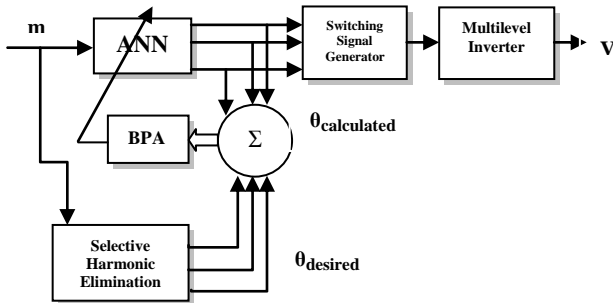 m
ANN
Switching
Signal
Generator
Multilevel
Inverter
V
θcalculated
BPA
Σ
Selective
Harmonic
Elimination
θdesired